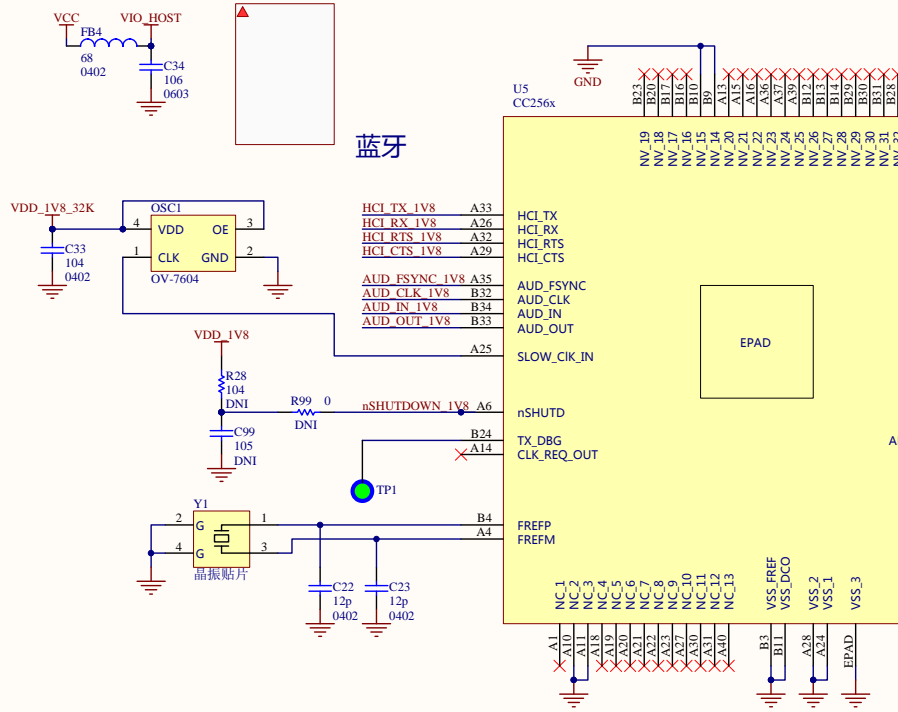 VCC
VIO_HOST
FB4
68
0402
C34
106
0603
GND
U5
CC256x
B23
B20
B17
B16
B10
B9
A13
A15
A16
A36
A37
A39
B12
B13
B14
B29
B30
B31
B28
NV_19
NV_18
NV_17
NV_16
NV_15
NV_14
NV_20
NV_21
NV_22
NV_23
NV_24
NV_25
NV_26
NV_27
NV_28
NV_29
NV_30
NV_31
蓝牙
VDD_1V8_32K
C33
104
0402
OSC1
4
VDD
OE
3
1
CLK
GND
2
OV-7604
HCI_TX_1V8
A33
HCI_TX
HCI_RX_1V8
A26
HCI_RX
HCI_RTS_1V8
A32
HCI_RTS
HCI_CTS_1V8
A29
HCI_CTS
AUD_FSYNC_1V8
A35
AUD_FSYNC
AUD_CLK_1V8
B32
AUD_CLK
AUD_IN_1V8
B34
AUD_IN
AUD_OUT_1V8
B33
AUD_OUT
A25
SLOW_ClK_IN
EPAD
VDD_1V8
R28
104
DNI
R99
0
DNI
nSHUTDOWN_1V8
A6
nSHUTD
C99
105
DNI
B24
TX_DBG
A14
CLK_REQ_OUT
TP1
Y1
2
G
1
4
G
3
晶振贴片
B4
FREFP
A4
FREFM
C22
12p
0402
C23
12p
0402
NC_1
NC_2
NC_3
NC_4
NC_5
NC_6
NC_7
NC_8
NC_9
NC_10
NC_11
NC_12
NC_13
VSS_FREF
VSS_DCO
VSS_2
VSS_1
VSS_3
A1
A10
A11
A18
A19
A20
A21
A22
A23
A27
A30
A31
A40
B3
B11
A28
A24
EPAD